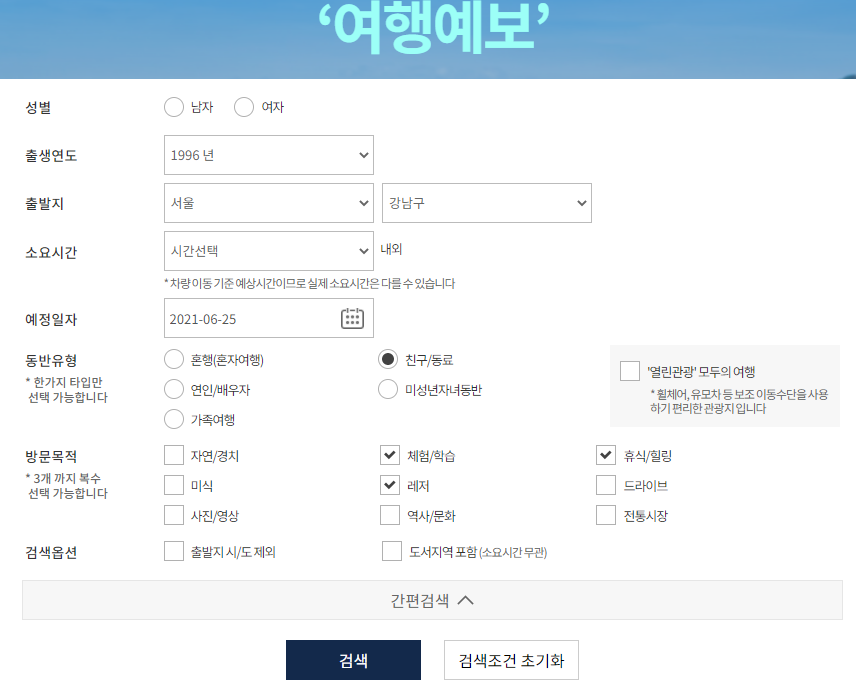 ‘여행예보’
성별 남자 여자
출생연도 1996 년
출발지 서울 강남구
소요시간 시간선택 내외
* 차량 이동 기준 예상시간이므로 실제 소요시간은 다를 수 있습니다
예정일자 2021-06-25
동반유형 혼행(혼자여행) 친구/동료
* 한가지 타입만
선택 가능합니다
연인/배우자 미성년자녀동반
가족여행
'열린관광' 모두의 여행
* 휠체어, 유모차 등 보조 이동수단을 사용
하기 편리한 관광지 입니다
방문목적 자연/경치 체험/학습 휴식/힐링
* 3개 까지 복수
선택 가능합니다
미식 레저 드라이브
사진/영상 역사/문화 전통시장
검색옵션 출발지 시/도 제외 도서지역 포함 (소요시간 무관)
간편검색
검색 검색조건 초기화